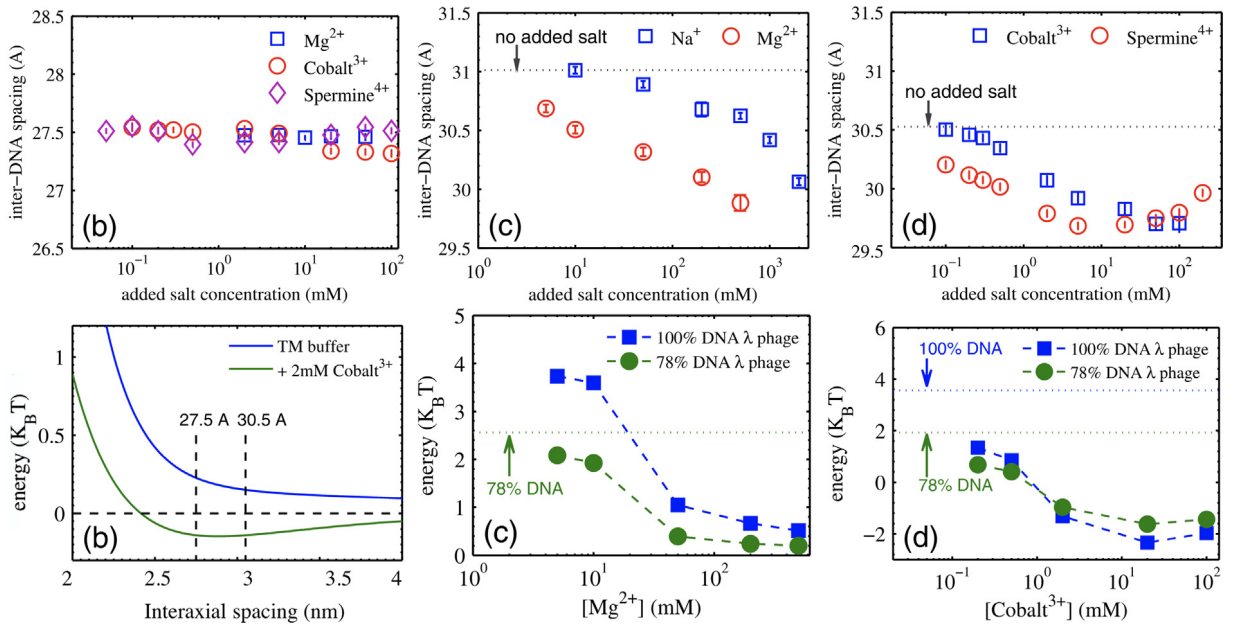 31.5
31.5
28.5
Mg2+
Na+
Mg2+
Cobalt3+
Spermine4+
Cobalt3+
no added salt
28
31
31
Spermine4+
no added salt
27.5
30.5
30.5
inter−DNA spacing (A)
inter−DNA spacing (A)
inter−DNA spacing (A)
27
30
30
(b)
(c)
(d)
26.5
29.5
29.5
10−1
100
101
102
100
101
102
103
10−1
100
101
102
added salt concentration (mM)
added salt concentration (mM)
added salt concentration (mM)
5
6
1
TM buffer
+ 2mM Cobalt3+
100% DNA λ phage
78% DNA λ phage
100% DNA
100% DNA λ phage
78% DNA λ phage
4
4
27.5 A
30.5 A
3
2
0.5
energy (KBT)
energy (KBT)
energy (KBT)
2
78% DNA
78% DNA
0
0
1
−2
(b)
(c)
(d)
0
2
2.5
3
3.5
4
100
101
102
10−1
100
101
102
Interaxial spacing (nm)
[Mg2+] (mM)
[Cobalt3+] (mM)